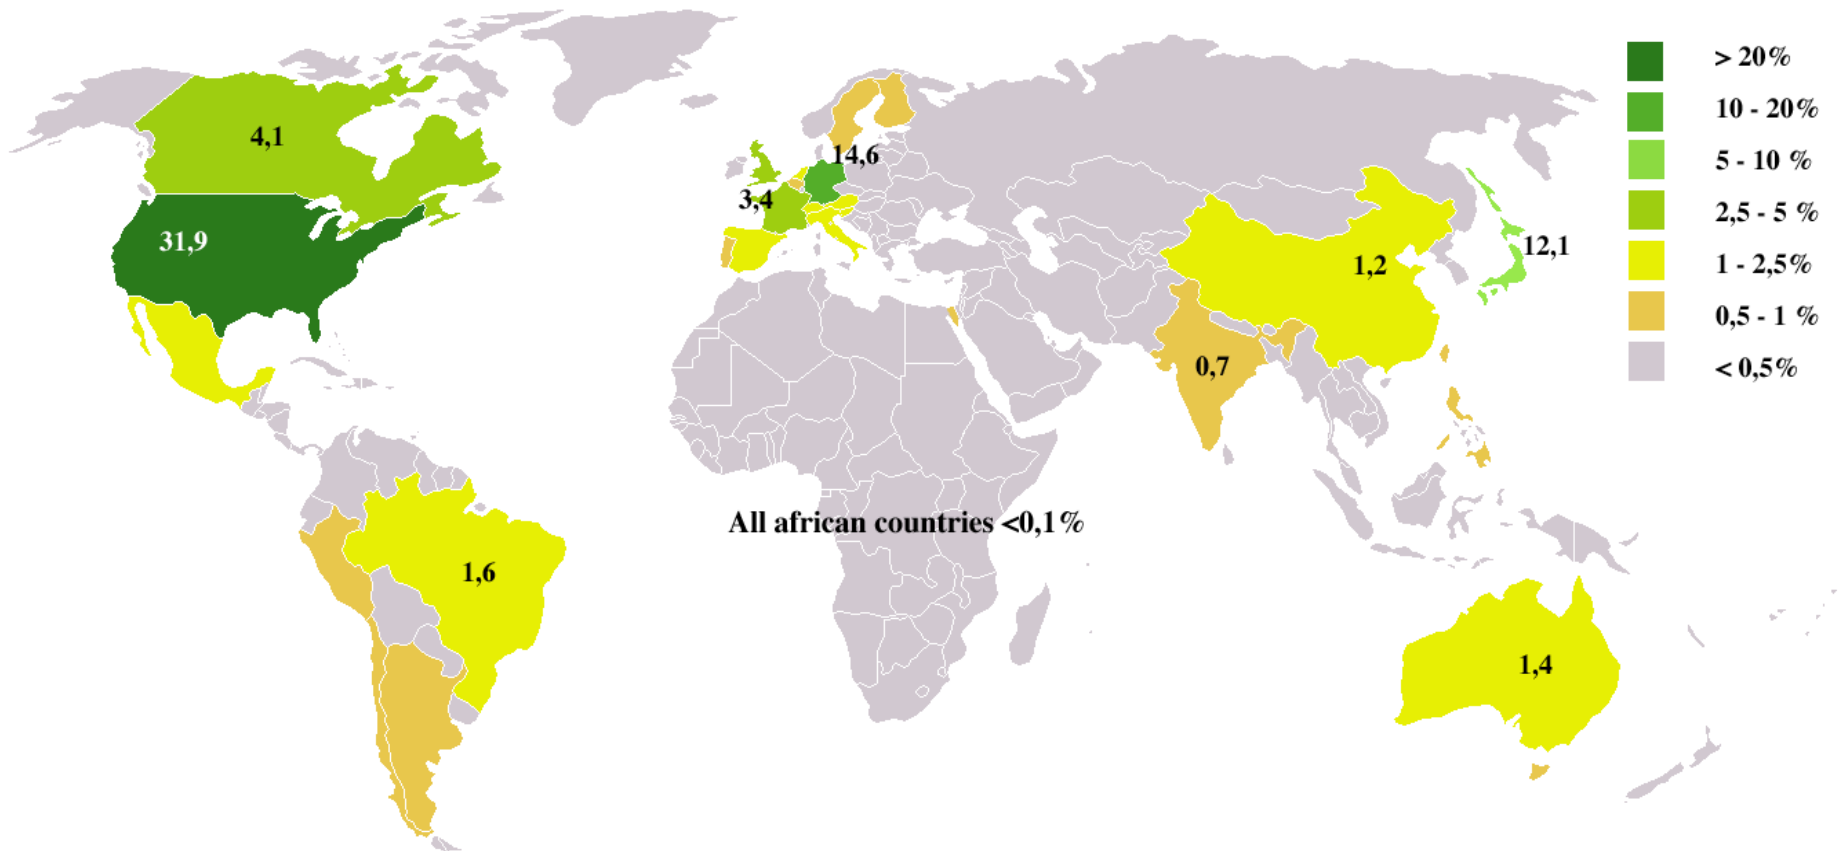 4,1
31,9
14,6
3,4
12,1
1,2
0,7
All african countries <0,1%
1,6
1,4
> 20%
10 - 20%
5 - 10 %
2,5 - 5 %
1 - 2,5%
0,5 - 1 %
< 0,5%